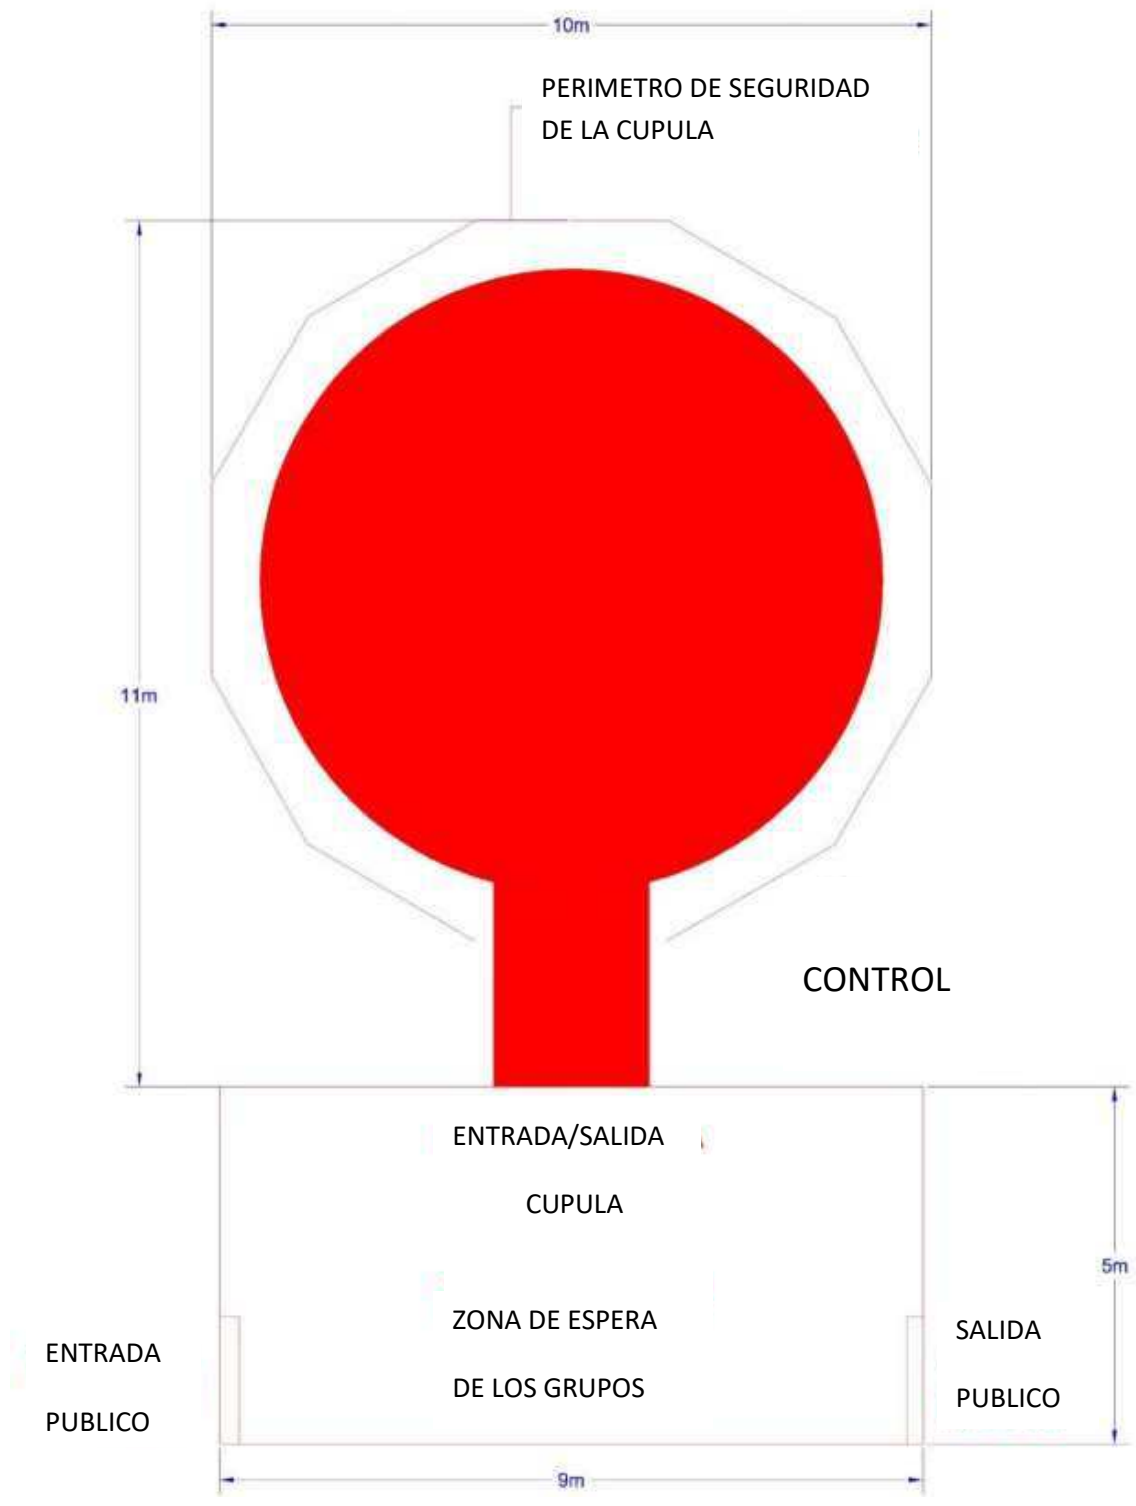 10m
PERIMETRO DE SEGURIDAD
DE LA CUPULA
11m
CONTROL
ENTRADA/SALIDA
CUPULA
5m
ZONA DE ESPERA
DE LOS GRUPOS
ENTRADA
PUBLICO
SALIDA
PUBLICO
9m